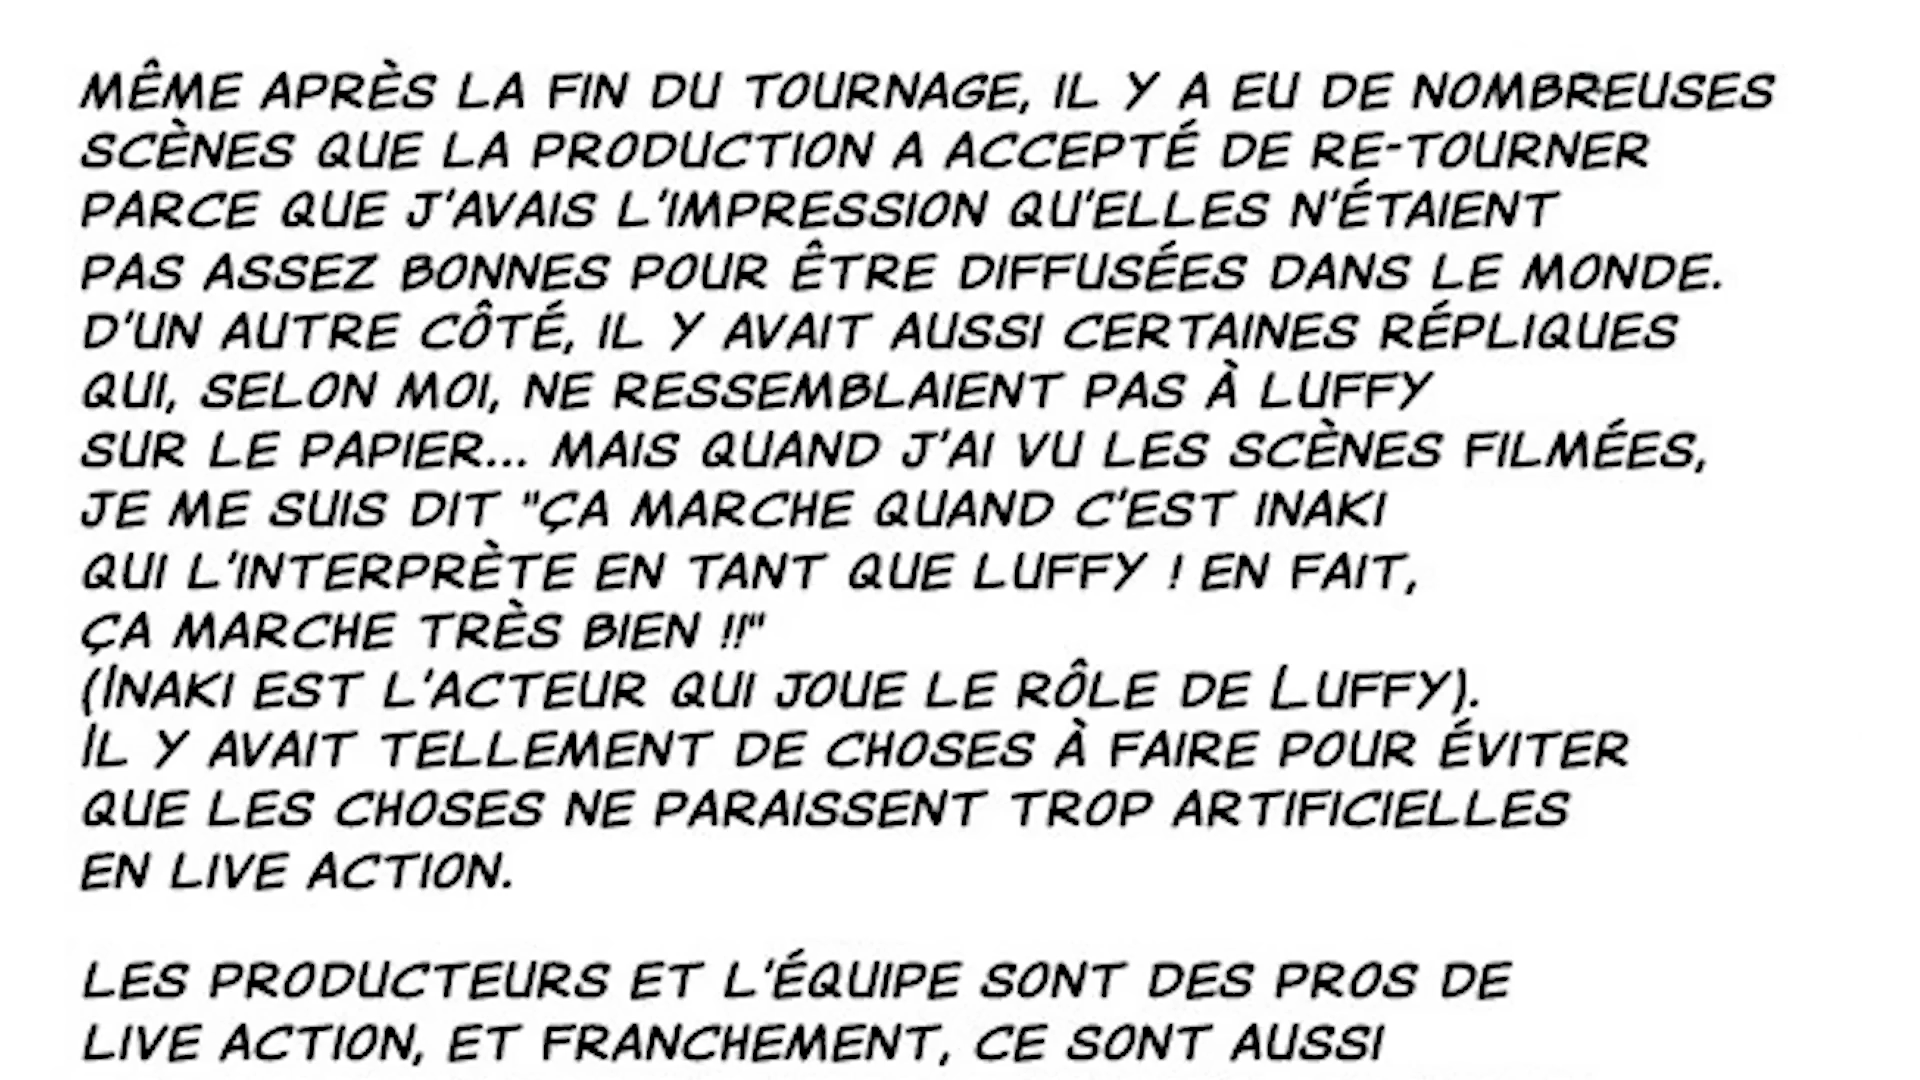 MÊME APRÈS LA FIN DU TOURNAGE, IL Y A EU DE NOMBREUSES
SCÈNES QUE LA PRODUCTION A ACCEPTÉ DE RE-TOURNER
PARCE QUE J'AVAIS L'IMPRESSION QU'ELLES N'ÉTAIENT
PAS ASSEZ BONNES POUR ÊTRE DIFFUSÉES DANS LE MONDE.
D'UN AUTRE CÔTÉ, IL Y AVAIT AUSSI CERTAINES RÉPLIQUES
QUI, SELON MOI, NE RESSEMBLAIENT PAS À LUFFY
SUR LE PAPIER... MAIS QUAND J'AI VU LES SCÈNES FILMÉES,
JE ME SUIS DIT "ÇA MARCHE QUAND C'EST INAKI
QUI L'INTERPRÈTE EN TANT QUE LUFFY ! EN FAIT,
ÇA MARCHE TRÈS BIEN !!"
(INAKI EST L'ACTEUR QUI JOUE LE RÔLE DE LUFFY).
IL Y AVAIT TELLEMENT DE CHOSES À FAIRE POUR ÉVITER
QUE LES CHOSES NE PARAISSENT TROP ARTIFICIELLES
EN LIVE ACTION.
LES PRODUCTEURS ET L'ÉQUIPE SONT DES PROS DE
LIVE ACTION, ET FRANCHEMENT, CE SONT AUSSI